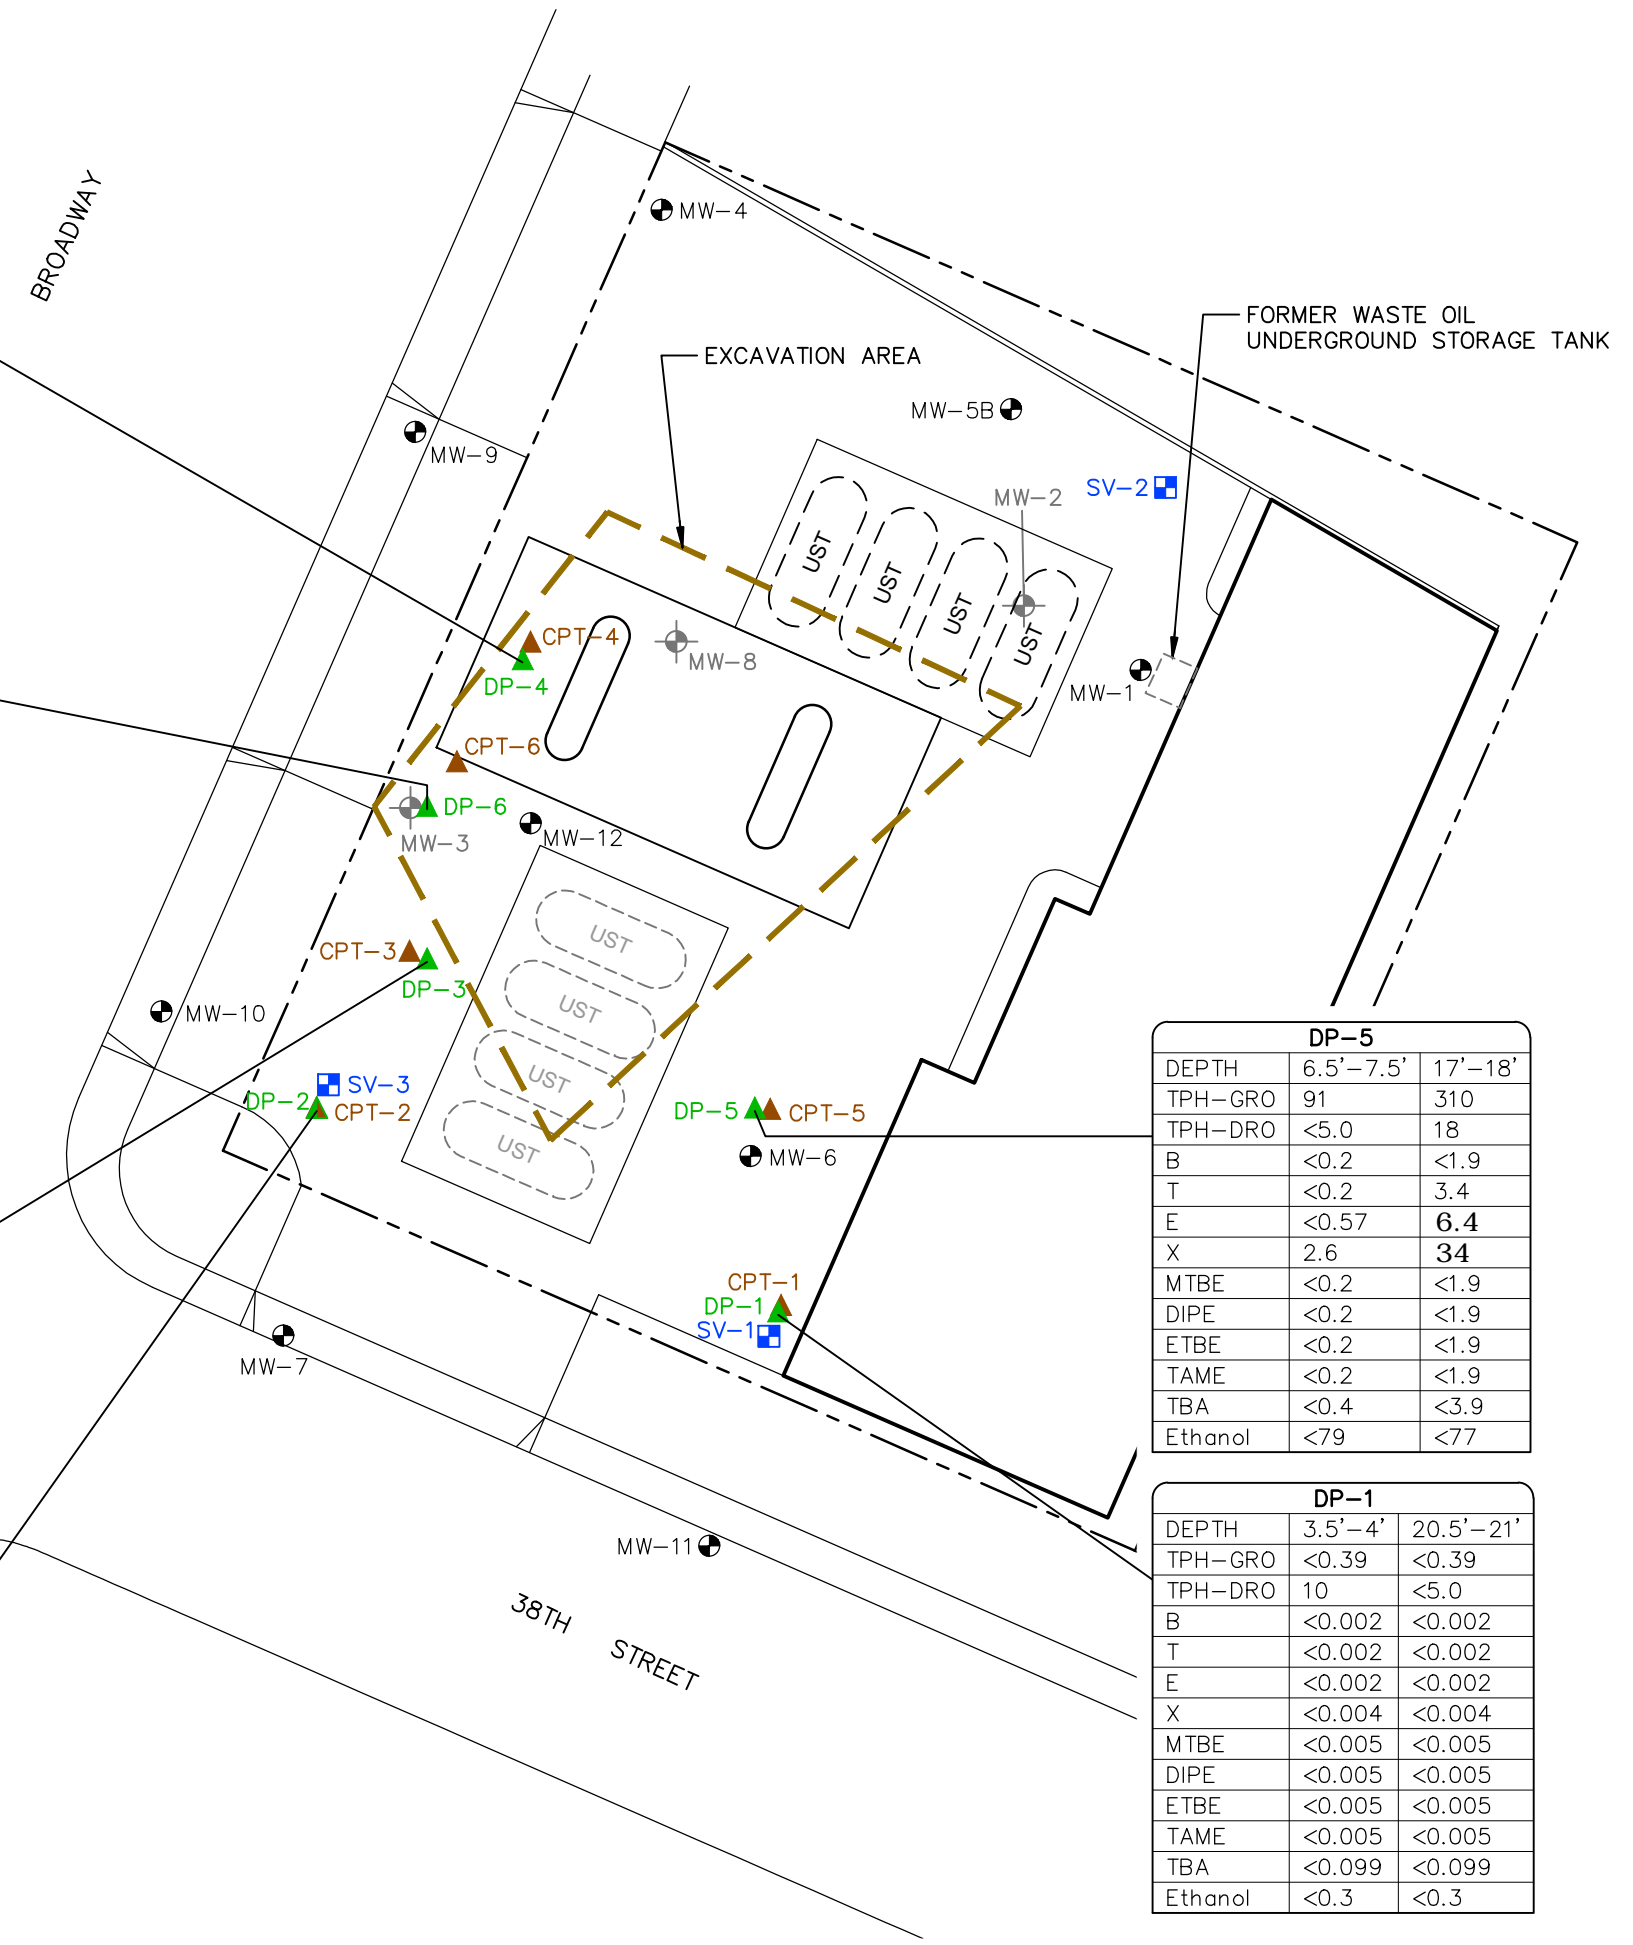 BROADWAY
MW-4
FORMER WASTE OIL
UNDERGROUND STORAGE TANK
EXCAVATION AREA
MW-5B
MW-9
SV-2
MW-2
UST
UST
UST
UST
CPT-4
MW-8
DP-4
MW-1
CPT-6
DP-6
MW-3
MW-12
UST
CPT-3
DP-3
UST
MW-10
UST
SV-3
DP-2
CPT-2
DP-5
CPT-5
UST
MW-6
CPT-1
DP-1
SV-1
MW-7
MW-11
38TH STREET
DP-5
DEPTH 6.5'-7.5' 17'-18'
TPH-GRO 91 310
TPH-DRO <5.0 18
B <0.2 <1.9
T <0.2 3.4
E <0.57 6.4
X 2.6 34
MTBE <0.2 <1.9
DIPE <0.2 <1.9
ETBE <0.2 <1.9
TAME <0.2 <1.9
TBA <0.4 <3.9
Ethanol <79 <77
DP-1
DEPTH 3.5'-4' 20.5'-21'
TPH-GRO <0.39 <0.39
TPH-DRO 10 <5.0
B <0.002 <0.002
T <0.002 <0.002
E <0.002 <0.002
X <0.004 <0.004
MTBE <0.005 <0.005
DIPE <0.005 <0.005
ETBE <0.005 <0.005
TAME <0.005 <0.005
TBA <0.099 <0.099
Ethanol <0.3 <0.3